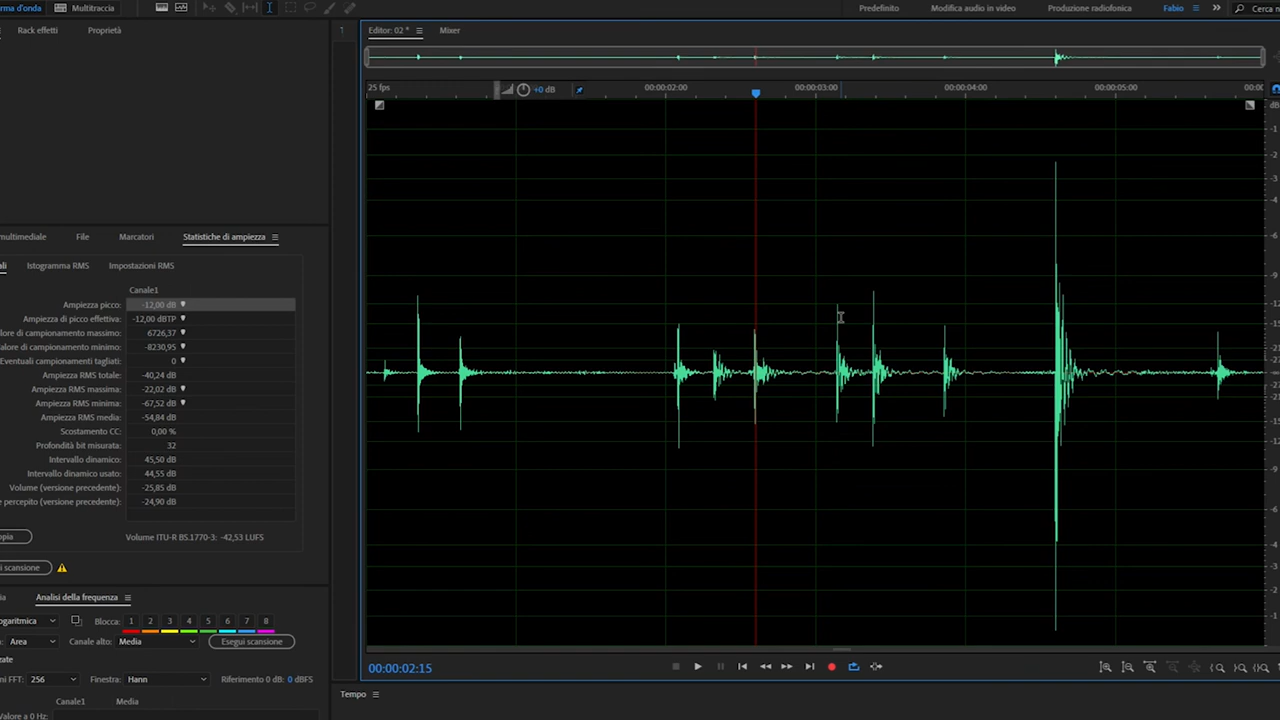 rma d'onda
Multitraccia
Predefinito
Modifica audio in video
Produzione radiofonica
Fabio
Cerca n
Rack effetti
Proprietà
Editor: 02 *
Mixer
25 fps
+0 dB
00:00:02:00
00:00:03:00
00:00:04:00
00:00:05:00
00:00
dB
multimediale
File
Marcatori
Statistiche di ampiezza
ali
Istogramma RMS
Impostazioni RMS
Canale1
Ampiezza picco: -12,00 dB
Ampiezza di picco effettiva: -12,00 dBTP
alore di campionamento massimo: 6726,37
Valore di campionamento minimo: -8230,95
Eventuali campionamenti tagliati: 0
Ampiezza RMS totale: -40,24 dB
Ampiezza RMS massima: -22,02 dB
Ampiezza RMS minima: -67,52 dB
Ampiezza RMS media: -54,84 dB
Scostamento CC: 0,00 %
Profondità bit misurata: 32
Intervallo dinamico: 45,50 dB
Intervallo dinamico usato: 44,55 dB
Volume (versione precedente): -25,85 dB
e percepito (versione precedente): -24,90 dB
opia
Volume ITU-R BS.1770-3: -42,53 LUFS
i scansione
Analisi della frequenza
ogaritmica
Blocca: 1 2 3 4 5 6 7 8
Area
Canale alto: Media
Esegui scansione
zate
ni FFT: 256
Finestra: Hann
Riferimento 0 dB: 0 dBFS
Canale1
Media
Valore a 0 Hz:
00:00:02:15
Tempo